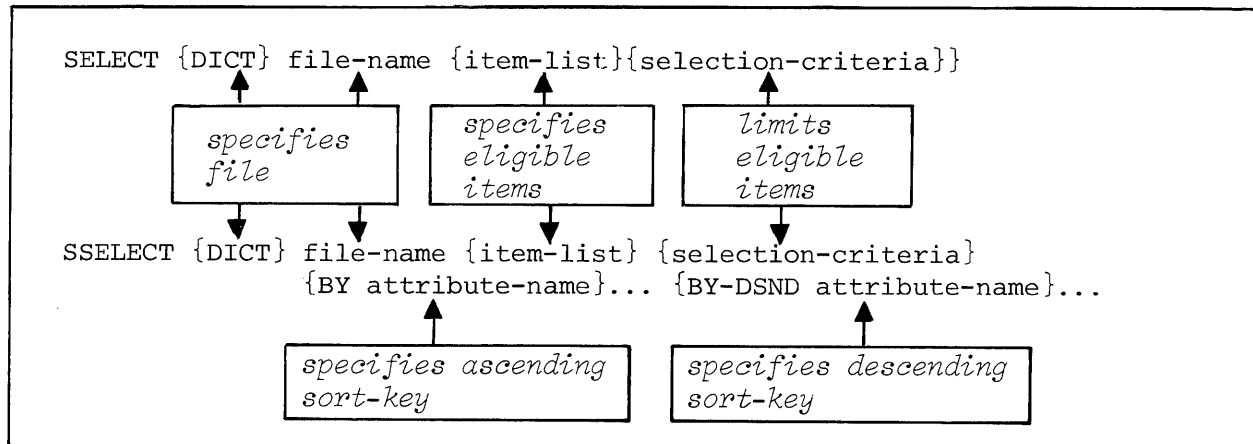 SELECT {DICT} file-name {item-list}{selection-criteria}}
specifies
file
specifies
eligible
items
limits
eligible
items
SSELECT {DICT} file-name {item-list} {selection-criteria}
{BY attribute-name}... {BY-DSND attribute-name}...
specifies ascending
sort-key
specifies descending
sort-key